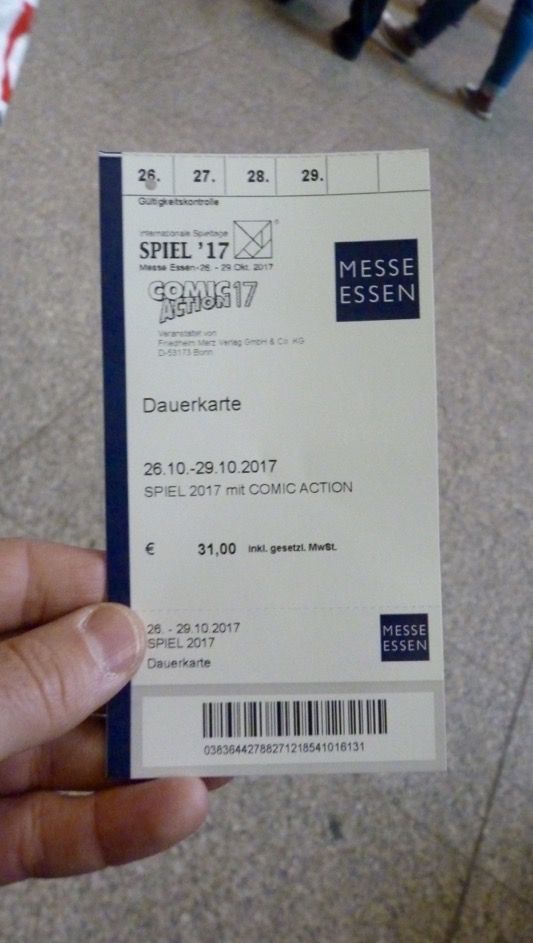 26. 27. 28. 29.
Gültigkeitskontrolle
Internationale Spieltage
SPIEL '17
Messe Essen·26. - 29 Okt. 2017
COMIC
ACTION 17
MESSE
ESSEN
Veranstaltet von
Friedhelm Merz Verlag GmbH & Co. KG
D-53173 Bonn
Dauerkarte
26.10.-29.10.2017
SPIEL 2017 mit COMIC ACTION
€ 31,00 inkl. gesetzl. MwSt.
26. - 29.10.2017
SPIEL 2017
Dauerkarte
MESSE
ESSEN
03836442788271218541016131